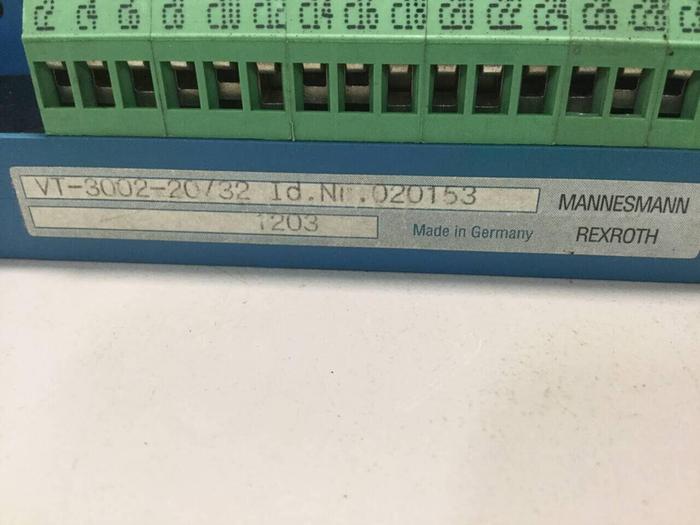 c2 c4 c6 c8 c10 c12 c14 c16 c18 c20 c22 c24 c26 c28
VT-3002-20/32 Id.Nr.020153
MANNESMANN
1203
Made in Germany
REXROTH